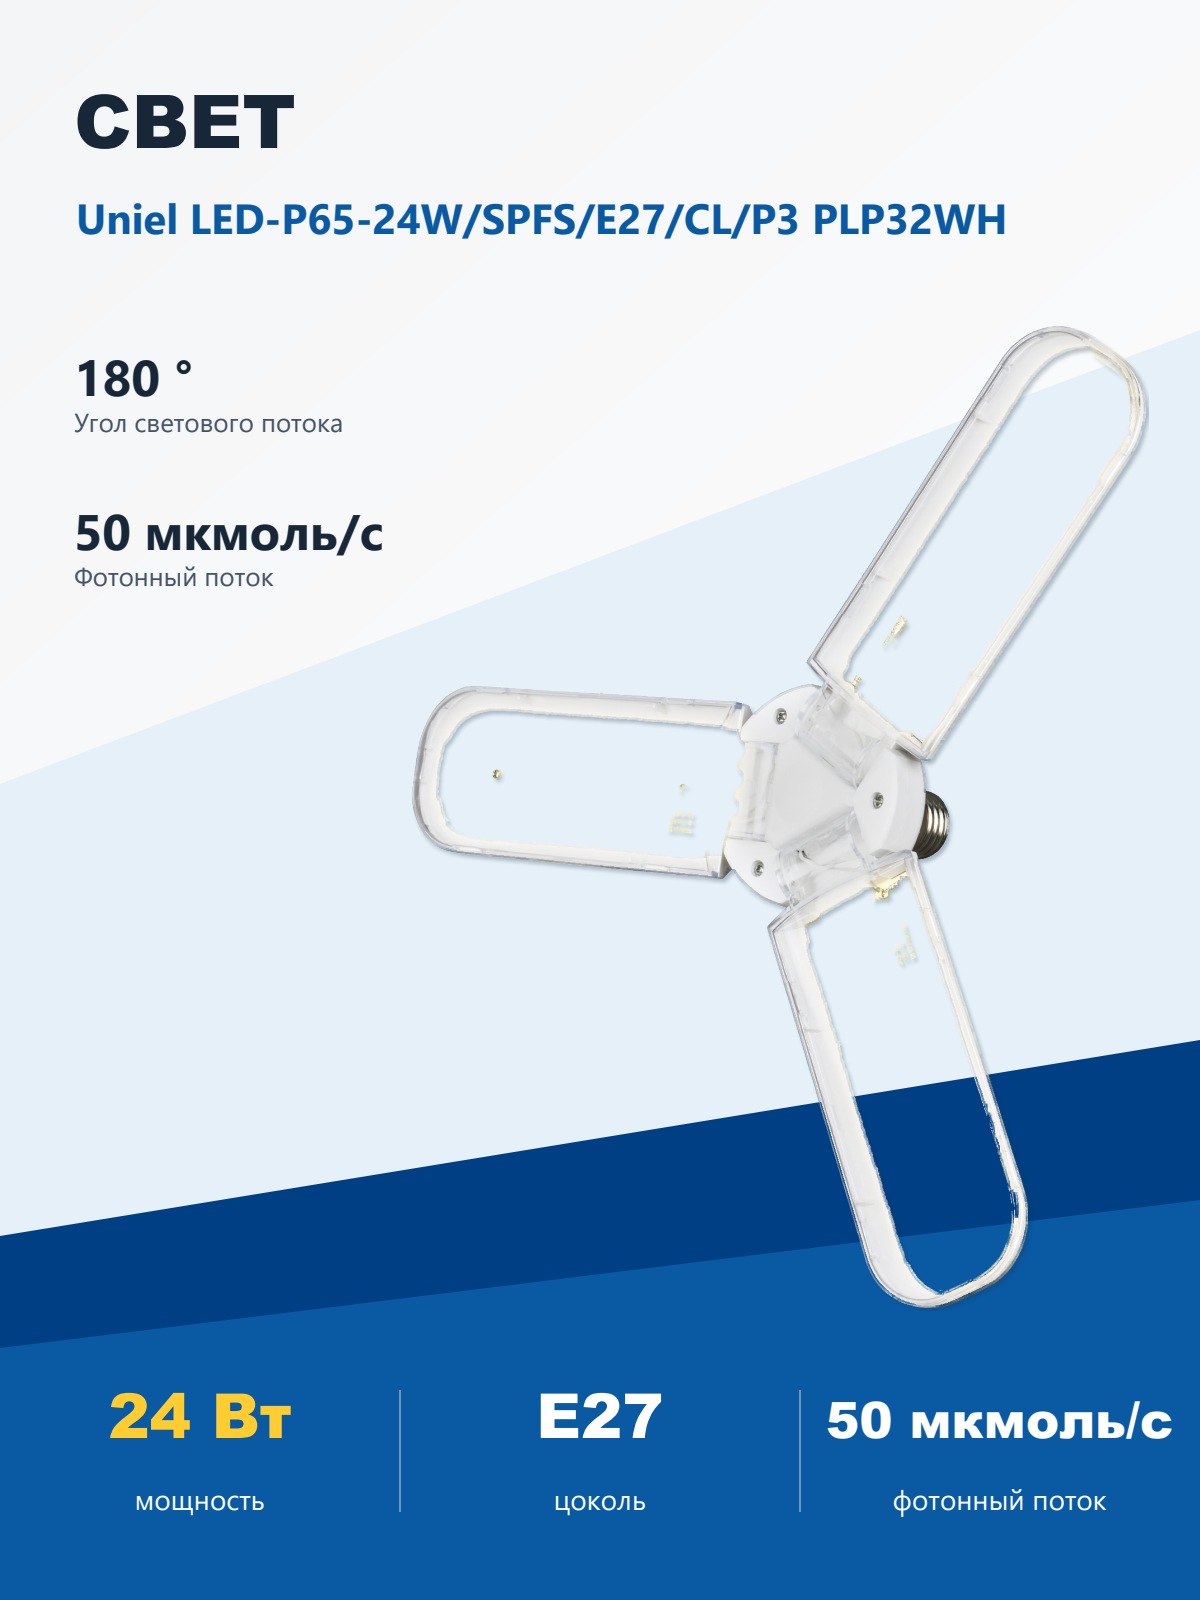 СВЕТ
Uniel LED-P65-24W/SPFS/E27/CL/P3 PLP32WH
180 °
Угол светового потока
50 мкмоль/с
Фотонный поток
24 Вт
мощность
E27
цоколь
50 мкмоль/с
фотонный поток